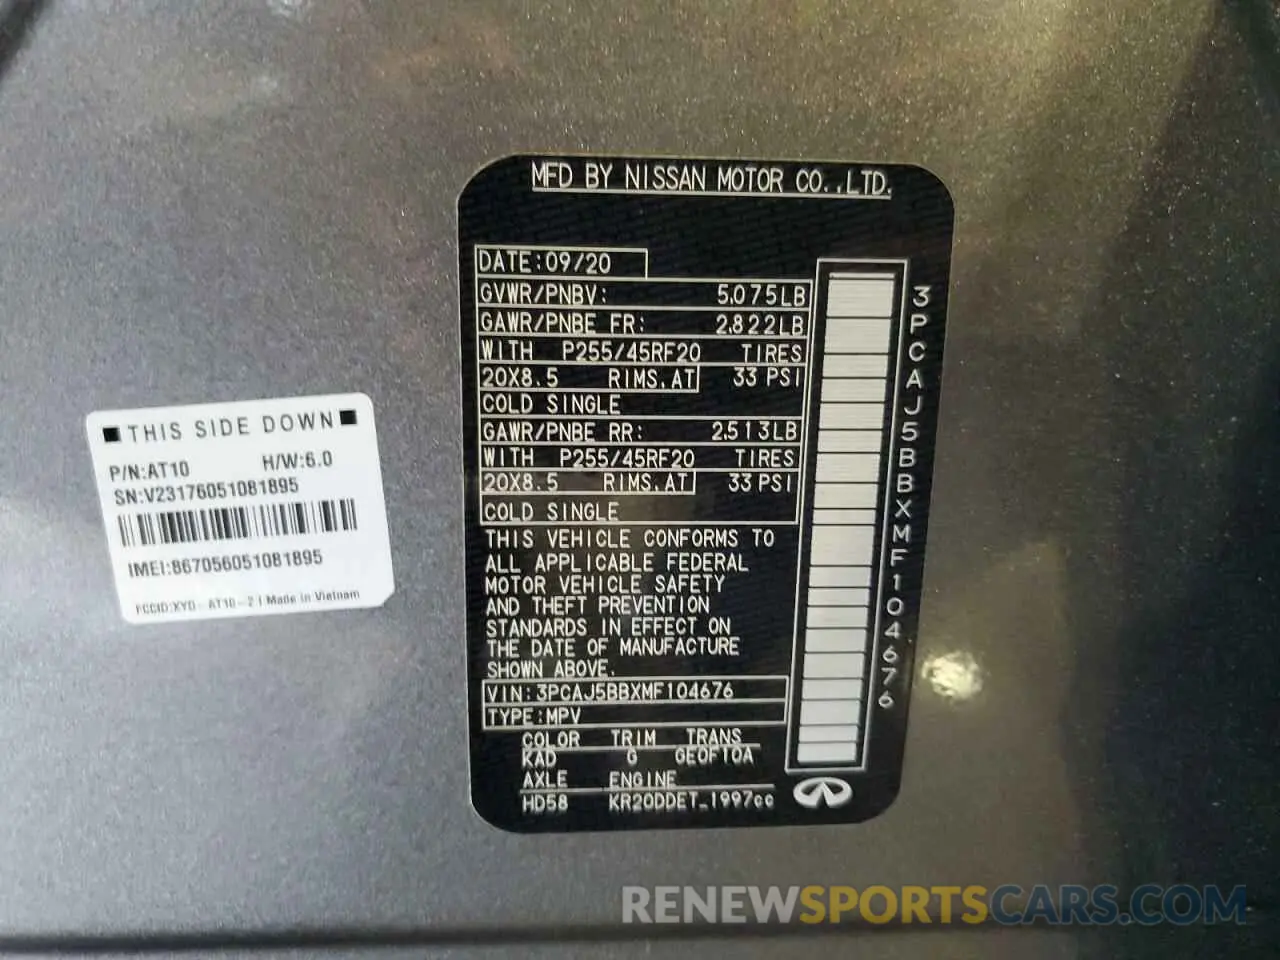 THIS SIDE DOWN
P/N:AT10 H/W:6.0
SN:V23176051081895
IMEI:867056051081895
FCCID:XYD-AT10-2 | Made in Vietnam
MFD BY NISSAN MOTOR CO.,LTD.
DATE:09/20
GVWR/PNBV: 5,075LB
GAWR/PNBE FR: 2,822LB
WITH P255/45RF20 TIRES
20X8.5 RIMS,AT 33 PSI
COLD SINGLE
GAWR/PNBE RR: 2,513LB
WITH P255/45RF20 TIRES
20X8.5 RIMS,AT 33 PSI
COLD SINGLE
THIS VEHICLE CONFORMS TO
ALL APPLICABLE FEDERAL
MOTOR VEHICLE SAFETY
AND THEFT PREVENTION
STANDARDS IN EFFECT ON
THE DATE OF MANUFACTURE
SHOWN ABOVE.
VIN:3PCAJ5BBXMF104676
TYPE:MPV
COLOR TRIM TRANS
KAD G GE0F10A
AXLE ENGINE
HD58 KR20DDET_1997cc
3PCAJ5BBXMF104676
RENEWSPORTSCARS.COM